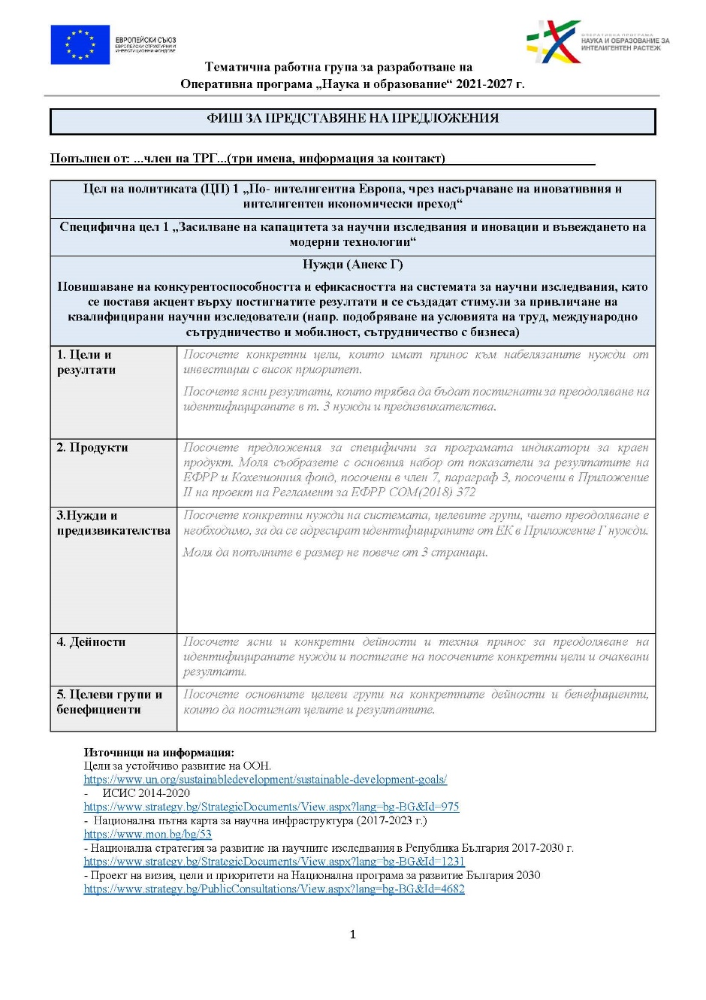 ЕВРОПЕЙСКИ СЪЮЗ
ЕВРОПЕЙСКИ СТРУКТУРНИ И
ИНВЕСТИЦИОННИ ФОНДОВЕ
ОПЕРАТИВНА ПРОГРАМА
НАУКА И ОБРАЗОВАНИЕ ЗА
ИНТЕЛИГЕНТЕН РАСТЕЖ
Тематична работна група за разработване на
Оперативна програма „Наука и образование“ 2021-2027 г.
ФИШ ЗА ПРЕДСТАВЯНЕ НА ПРЕДЛОЖЕНИЯ
Попълнен от: ...член на ТРГ...(три имена, информация за контакт)
Цел на политиката (ЦП) 1 „По- интелигентна Европа, чрез насърчаване на иновативния и
интелигентен икономически преход“
Специфична цел 1 „Засилване на капацитета за научни изследвания и иновации и въвеждането на
модерни технологии“
Нужди (Анекс Г)
Повишаване на конкурентоспособността и ефикасността на системата за научни изследвания, като
се поставя акцент върху постигнатите резултати и се създадат стимули за привличане на
квалифицирани научни изследователи (напр. подобряване на условията на труд, международно
сътрудничество и мобилност, сътрудничество с бизнеса)
1. Цели и
резултати
Посочете конкретни цели, които имат принос към набелязаните нужди от
инвестиции с висок приоритет.
Посочете ясни резултати, които трябва да бъдат постигнати за преодоляване на
идентифицираните в т. 3 нужди и предизвикателства.
2. Продукти
Посочете предложения за специфични за програмата индикатори за краен
продукт. Моля съобразете с основния набор от показатели за резултатите на
ЕФРР и Кохезионния фонд, посочени в член 7, параграф 3, посочени в Приложение
II на проект на Регламент за ЕФРР COM(2018) 372
3.Нужди и
предизвикателства
Посочете конкретни нужди на системата, целевите групи, чието преодоляване е
необходимо, за да се адресират идентифицираните от ЕК в Приложение Г нужди.
Моля да попълните в размер не повече от 3 страници.
4. Дейности
Посочете ясни и конкретни дейности и техния принос за преодоляване на
идентифицираните нужди и постигане на посочените конкретни цели и очаквани
резултати.
5. Целеви групи и
бенефициенти
Посочете основните целеви групи на конкретните дейности и бенефициенти,
които да постигнат целите и резултатите.
Източници на информация:
Цели за устойчиво развитие на ООН.
https://www.un.org/sustainabledevelopment/sustainable-development-goals/
- ИСИС 2014-2020
https://www.strategy.bg/StrategicDocuments/View.aspx?lang=bg-BG&Id=975
- Национална пътна карта за научна инфраструктура (2017-2023 г.)
https://www.mon.bg/bg/53
- Национална стратегия за развитие на научните изследвания в Република България 2017-2030 г.
https://www.strategy.bg/StrategicDocuments/View.aspx?lang=bg-BG&Id=1231
- Проект на визия, цели и приоритети на Национална програма за развитие България 2030
https://www.strategy.bg/PublicConsultations/View.aspx?lang=bg-BG&Id=4682
1